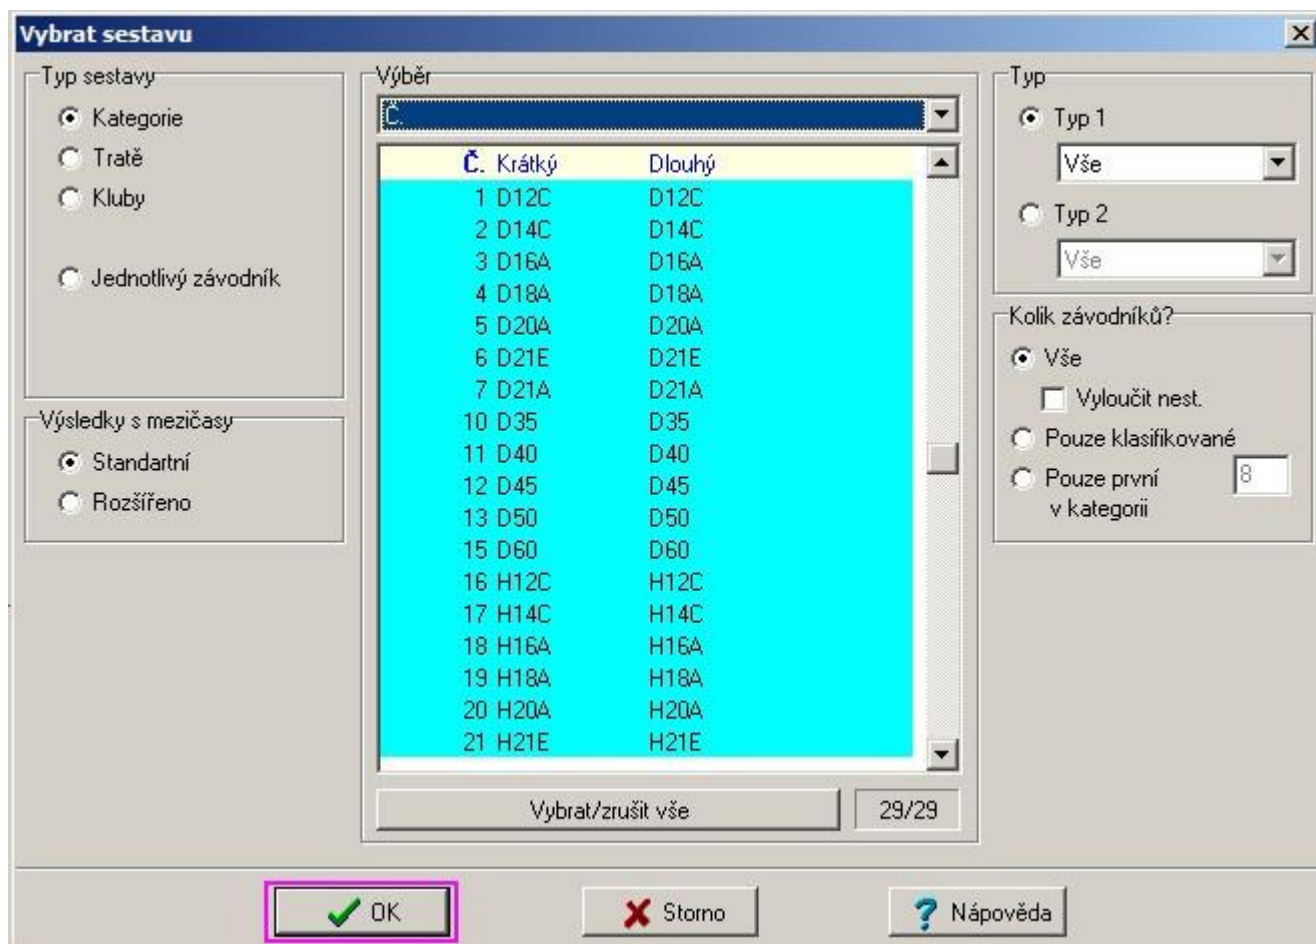 Vybrat sestavu
Typ sestavy
Kategorie
Tratě
Kluby
Jednotlivý závodník
Výsledky s mezičasy
Standartní
Rozšířeno
Výběr
Č.
Č. Krátký Dlouhý
1 D12C D12C
2 D14C D14C
3 D16A D16A
4 D18A D18A
5 D20A D20A
6 D21E D21E
7 D21A D21A
10 D35 D35
11 D40 D40
12 D45 D45
13 D50 D50
15 D60 D60
16 H12C H12C
17 H14C H14C
18 H16A H16A
19 H18A H18A
20 H20A H20A
21 H21E H21E
Vybrat/zrušit vše 29/29
Typ
Typ 1
Vše
Typ 2
Vše
Kolik závodníků?
Vše
Vyloučit nest.
Pouze klasifikované
Pouze první 8
v kategorii
OK Storno Nápověda